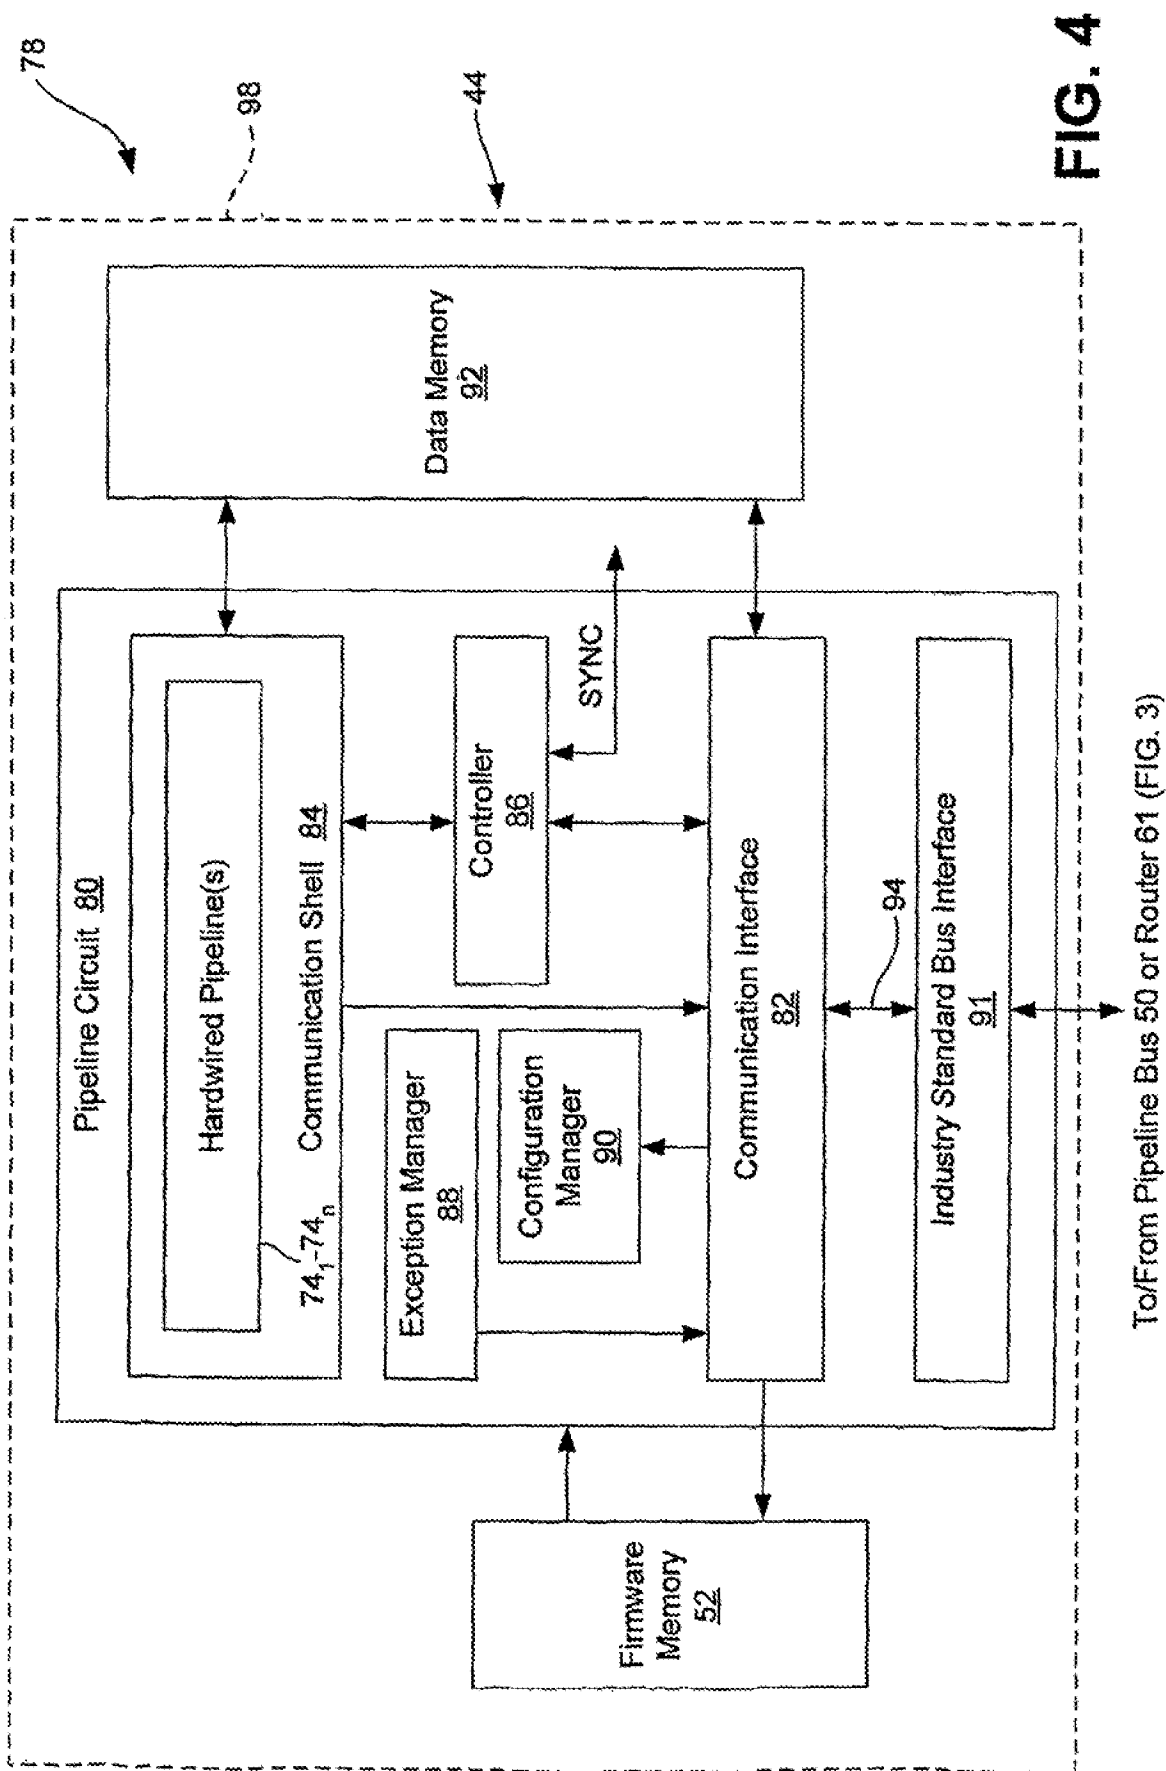 78
98
44
Pipeline Circuit 80
Hardwired Pipeline(s)
74₁-74ₙ
Communication Shell 84
Exception Manager
88
Configuration
Manager
90
Controller
86
SYNC
Data Memory
92
Firmware
Memory
52
Communication Interface
82
94
Industry Standard Bus Interface
91
To/From Pipeline Bus 50 or Router 61 (FIG. 3)
FIG. 4